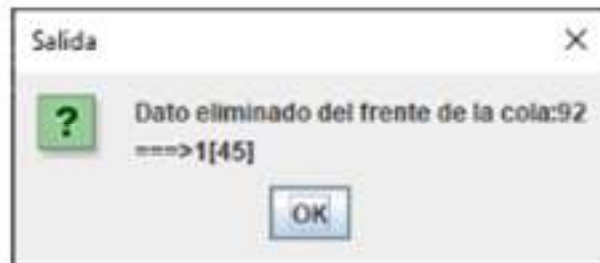 Salida
Dato eliminado del frente de la cola:92
===>1[45]
OK